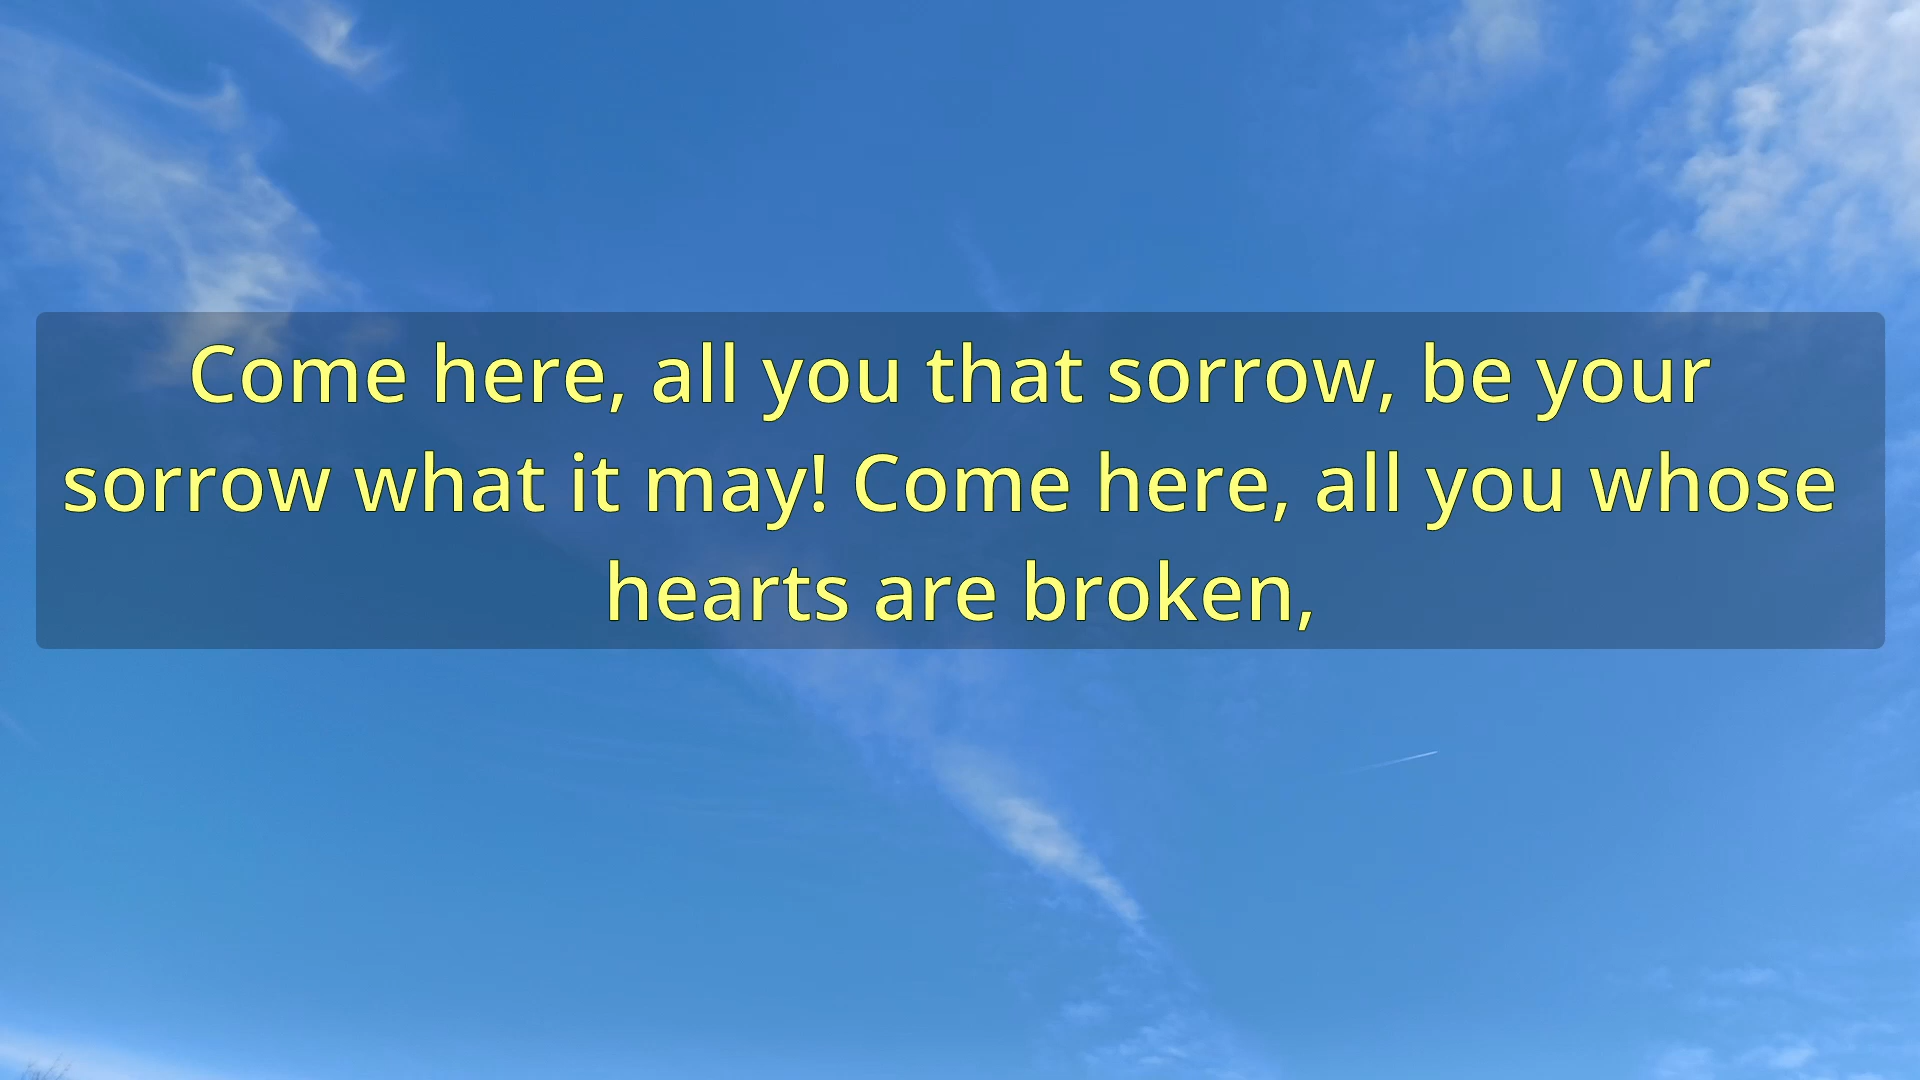 Come here, all you that sorrow, be your
sorrow what it may! Come here, all you whose
hearts are broken,